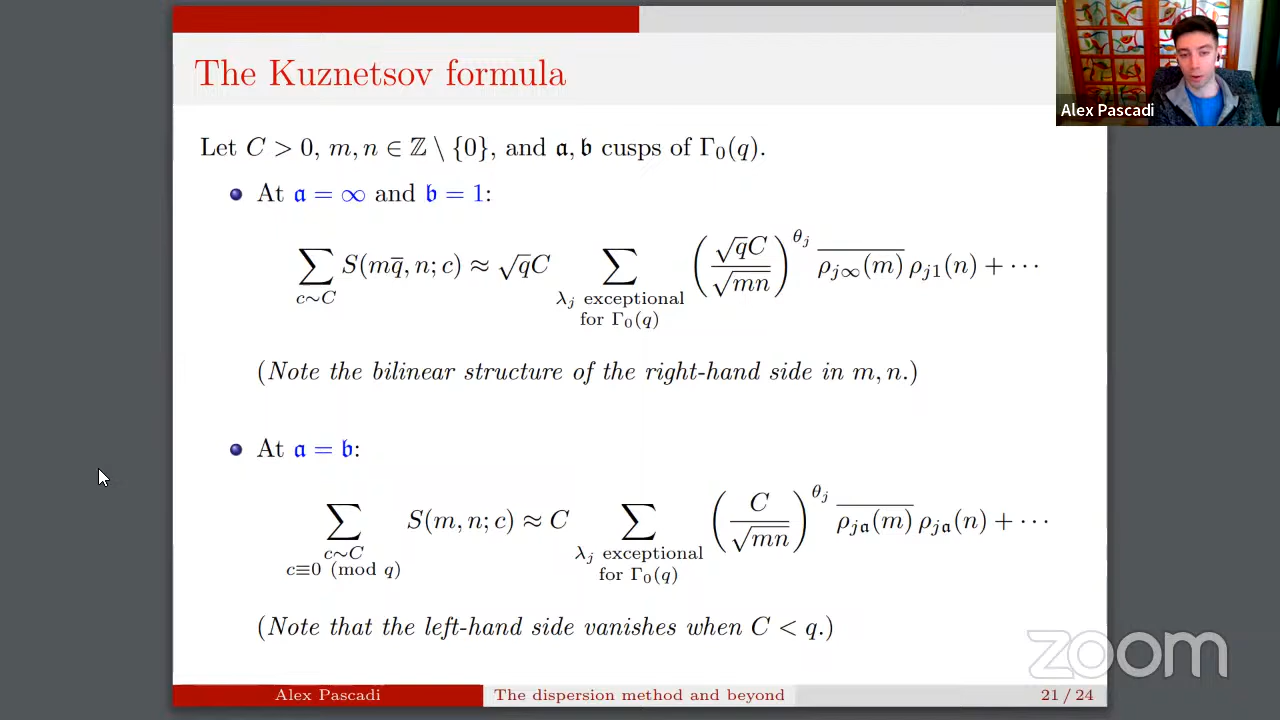 The Kuznetsov formula
Alex Pascadi
Let C > 0, m, n ∈ ℤ \ {0}, and 𝔞, 𝔟 cusps of Γ₀(q).
At 𝔞 = ∞ and 𝔟 = 1:
∑_{c∼C} S(m q̅, n; c) ≈ √q C ∑_{λ_j exceptional for Γ₀(q)} (√q C / √mn)^{θ_j} \overline{ρ_{j∞}(m)} ρ_{j1}(n) + ⋯
(Note the bilinear structure of the right-hand side in m, n.)
At 𝔞 = 𝔟:
∑_{c∼C, c≡0 (mod q)} S(m, n; c) ≈ C ∑_{λ_j exceptional for Γ₀(q)} (C / √mn)^{θ_j} \overline{ρ_{j𝔞}(m)} ρ_{j𝔞}(n) + ⋯
(Note that the left-hand side vanishes when C < q.)
zoom
Alex Pascadi
The dispersion method and beyond
21 / 24